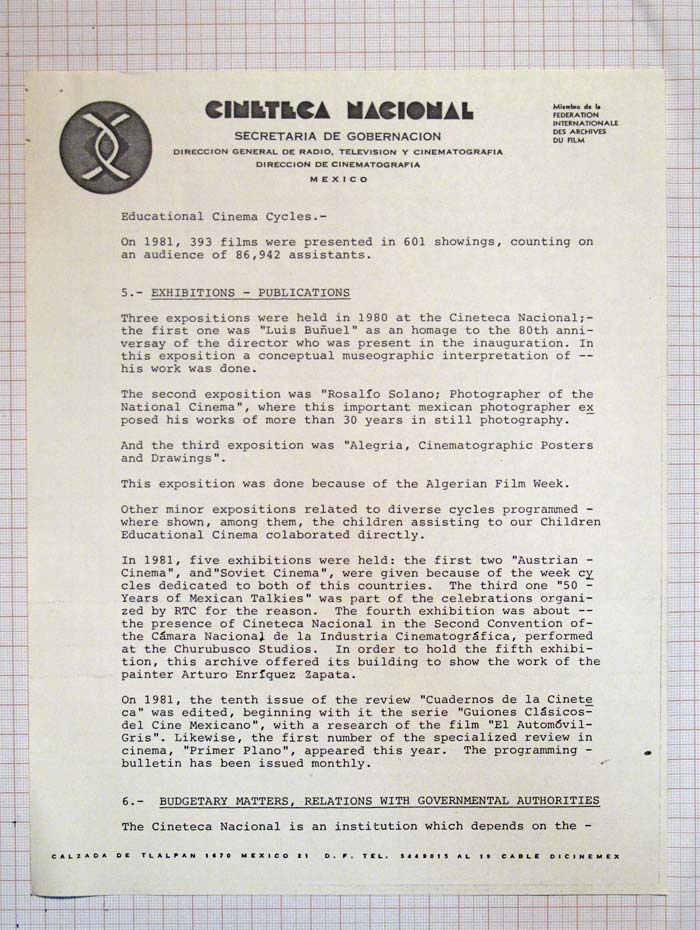 CINETECA NACIONAL
SECRETARIA DE GOBERNACION
DIRECCION GENERAL DE RADIO, TELEVISION Y CINEMATOGRAFIA
DIRECCION DE CINEMATOGRAFIA
MEXICO
Miembro de la
FEDERATION
INTERNATIONALE
DES ARCHIVES
DU FILM
Educational Cinema Cycles.-
On 1981, 393 films were presented in 601 showings, counting on
an audience of 86,942 assistants.
5.- EXHIBITIONS - PUBLICATIONS
Three expositions were held in 1980 at the Cineteca Nacional;-
the first one was "Luis Buñuel" as an homage to the 80th anni-
versay of the director who was present in the inauguration. In
this exposition a conceptual museographic interpretation of --
his work was done.
The second exposition was "Rosalío Solano; Photographer of the
National Cinema", where this important mexican photographer ex
posed his works of more than 30 years in still photography.
And the third exposition was "Alegria, Cinematographic Posters
and Drawings".
This exposition was done because of the Algerian Film Week.
Other minor expositions related to diverse cycles programmed -
where shown, among them, the children assisting to our Children
Educational Cinema colaborated directly.
In 1981, five exhibitions were held: the first two "Austrian -
Cinema", and"Soviet Cinema", were given because of the week cy
cles dedicated to both of this countries.  The third one "50 -
Years of Mexican Talkies" was part of the celebrations organi-
zed by RTC for the reason.  The fourth exhibition was about --
the presence of Cineteca Nacional in the Second Convention of-
the Cámara Nacional de la Industria Cinematográfica, performed
at the Churubusco Studios.  In order to hold the fifth exhibi-
tion, this archive offered its building to show the work of the
painter Arturo Enríquez Zapata.
On 1981, the tenth issue of the review "Cuadernos de la Cinete
ca" was edited, beginning with it the serie "Guiones Clásicos-
del Cine Mexicano", with a research of the film "El Automóvil-
Gris". Likewise, the first number of the specialized review in
cinema, "Primer Plano", appeared this year.  The programming -
bulletin has been issued monthly.
6.-  BUDGETARY MATTERS, RELATIONS WITH GOVERNMENTAL AUTHORITIES
The Cineteca Nacional is an institution which depends on the -
CALZADA DE TLALPAN 1670 MEXICO 21 D. F. TEL. 5449015 AL 19 CABLE DICINEMEX